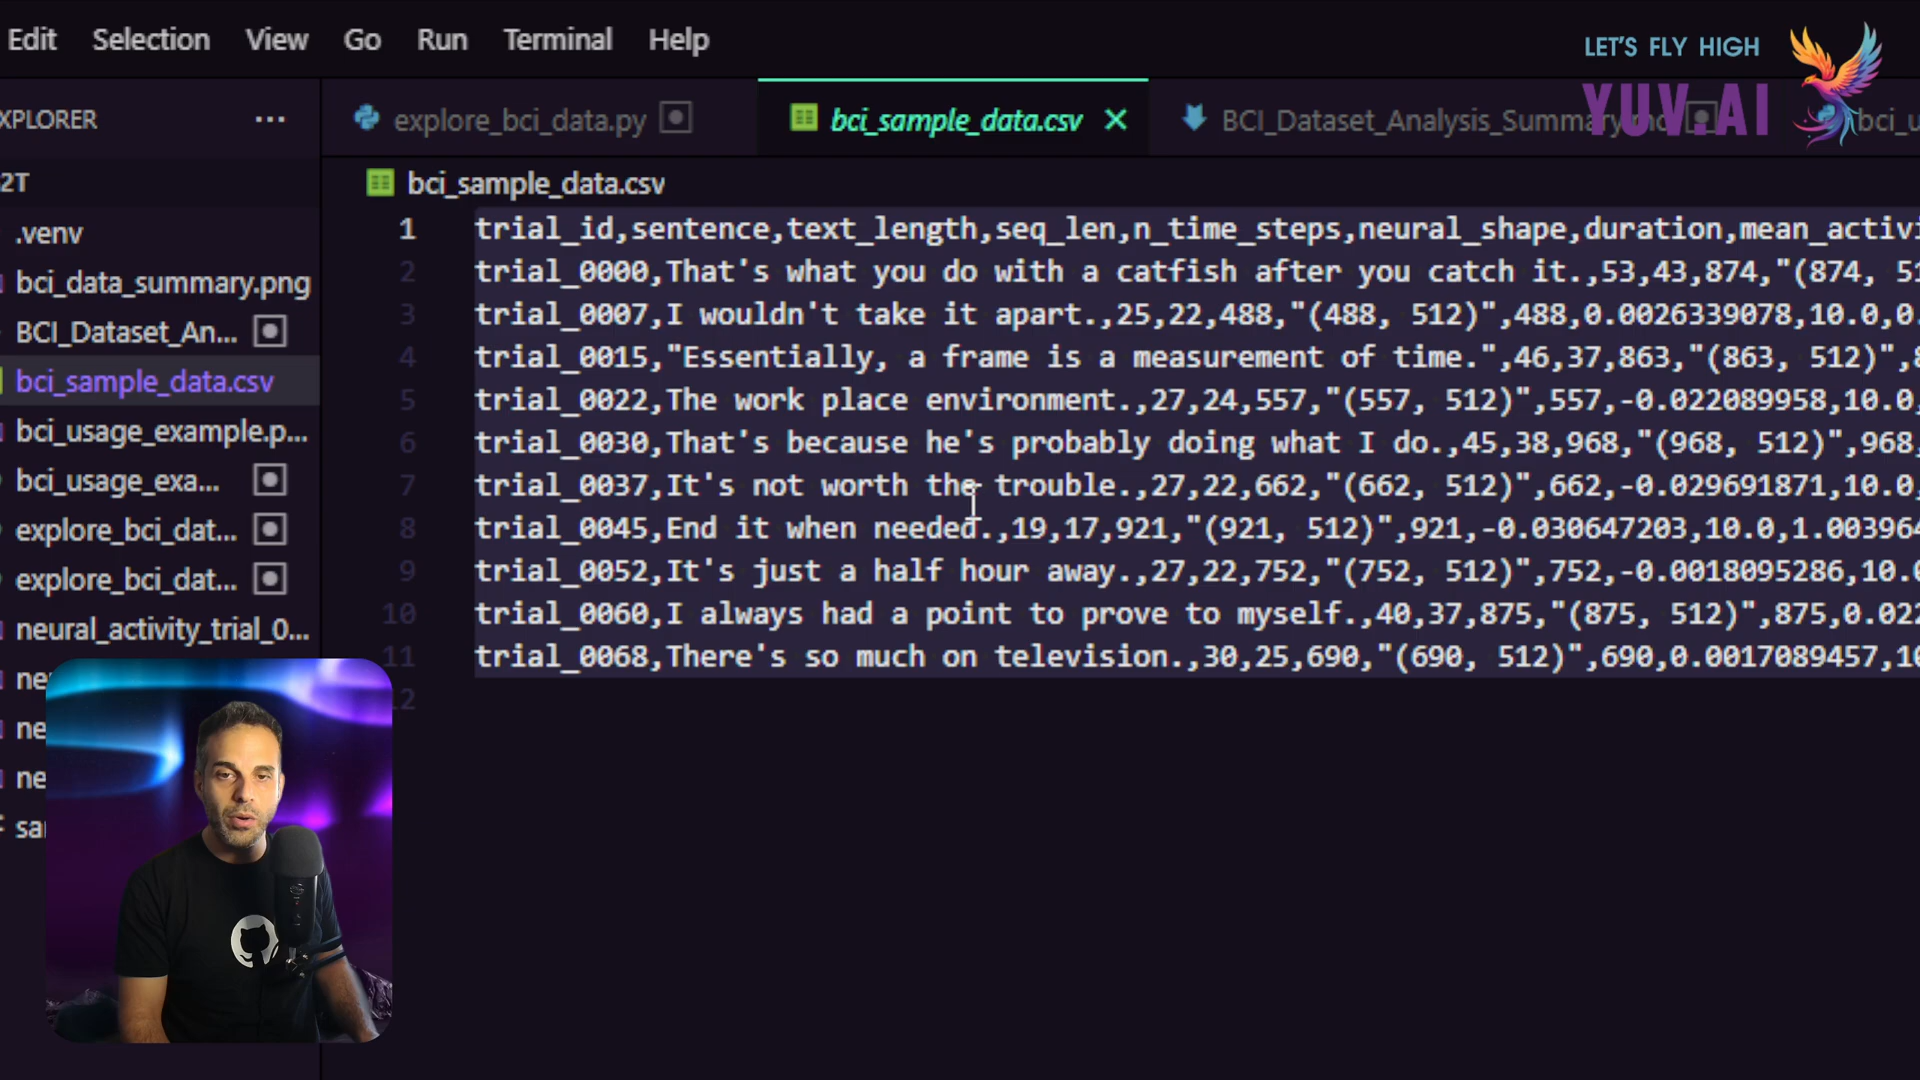 Edit Selection View Go Run Terminal Help
LET'S FLY HIGH
YUV.AI
XPLORER ...
explore_bci_data.py
bci_sample_data.csv
BCI_Dataset_Analysis_Summary
bci_u
2T
.venv
bci_data_summary.png
BCI_Dataset_An...
bci_sample_data.csv
bci_usage_example.p...
bci_usage_exa...
explore_bci_dat...
explore_bci_dat...
neural_activity_trial_0...
ne
ne
ne
sa
bci_sample_data.csv
1 trial_id,sentence,text_length,seq_len,n_time_steps,neural_shape,duration,mean_activi
2 trial_0000,That's what you do with a catfish after you catch it.,53,43,874,"(874, 51
3 trial_0007,I wouldn't take it apart.,25,22,488,"(488, 512)",488,0.0026339078,10.0,0.
4 trial_0015,"Essentially, a frame is a measurement of time.",46,37,863,"(863, 512)",8
5 trial_0022,The work place environment.,27,24,557,"(557, 512)",557,-0.022089958,10.0,
6 trial_0030,That's because he's probably doing what I do.,45,38,968,"(968, 512)",968,
7 trial_0037,It's not worth the trouble.,27,22,662,"(662, 512)",662,-0.029691871,10.0,
8 trial_0045,End it when needed.,19,17,921,"(921, 512)",921,-0.030647203,10.0,1.003964
9 trial_0052,It's just a half hour away.,27,22,752,"(752, 512)",752,-0.0018095286,10.0
10 trial_0060,I always had a point to prove to myself.,40,37,875,"(875, 512)",875,0.022
11 trial_0068,There's so much on television.,30,25,690,"(690, 512)",690,0.0017089457,10
12